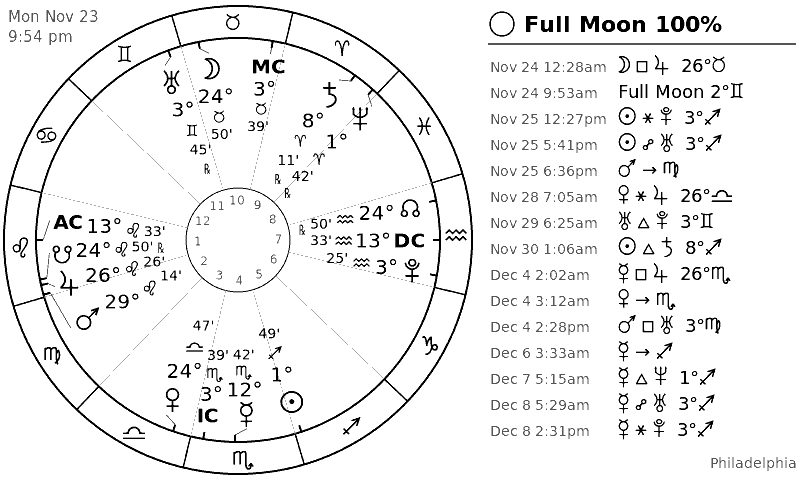 Mon Nov 23
9:54 pm
♉
♊
♈
♋
♓
♌
♒
♍
♑
♎
♐
♏
MC
3°
♉
39'
♅
3°
♊
45'
℞
☽
24°
♉
50'
♄
8°
♈
11'
℞
♆
1°
♈
42'
℞
AC 13° ♌ 33'
☋ 24° ♌ 50' ℞
♃ 26° ♌ 26'
♂ 29° ♌ 14'
℞ 50' ♒ 24° ☊
33' ♒ 13° DC
25' ♒ 3° ♇
47'
♎
24°
♀
39'
♏
3°
IC
42'
♏
12°
☿
49'
♐
1°
☉
10
11
9
12
8
1
7
2
6
3
5
4
Full Moon 100%
Nov 24 12:28am ☽ □ ♃ 26°♉
Nov 24 9:53am Full Moon 2°♊
Nov 25 12:27pm ☉ ⚹ ♇ 3°♐
Nov 25 5:41pm ☉ ☍ ♅ 3°♐
Nov 25 6:36pm ♂ → ♍
Nov 28 7:05am ♀ ⚹ ♃ 26°♎
Nov 29 6:25am ♅ △ ♇ 3°♊
Nov 30 1:06am ☉ △ ♄ 8°♐
Dec 4 2:02am ☿ □ ♃ 26°♏
Dec 4 3:12am ♀ → ♏
Dec 4 2:28pm ♂ □ ♅ 3°♍
Dec 6 3:33am ☿ → ♐
Dec 7 5:15am ☿ △ ♆ 1°♐
Dec 8 5:29am ☿ ☍ ♅ 3°♐
Dec 8 2:31pm ☿ ⚹ ♇ 3°♐
Philadelphia